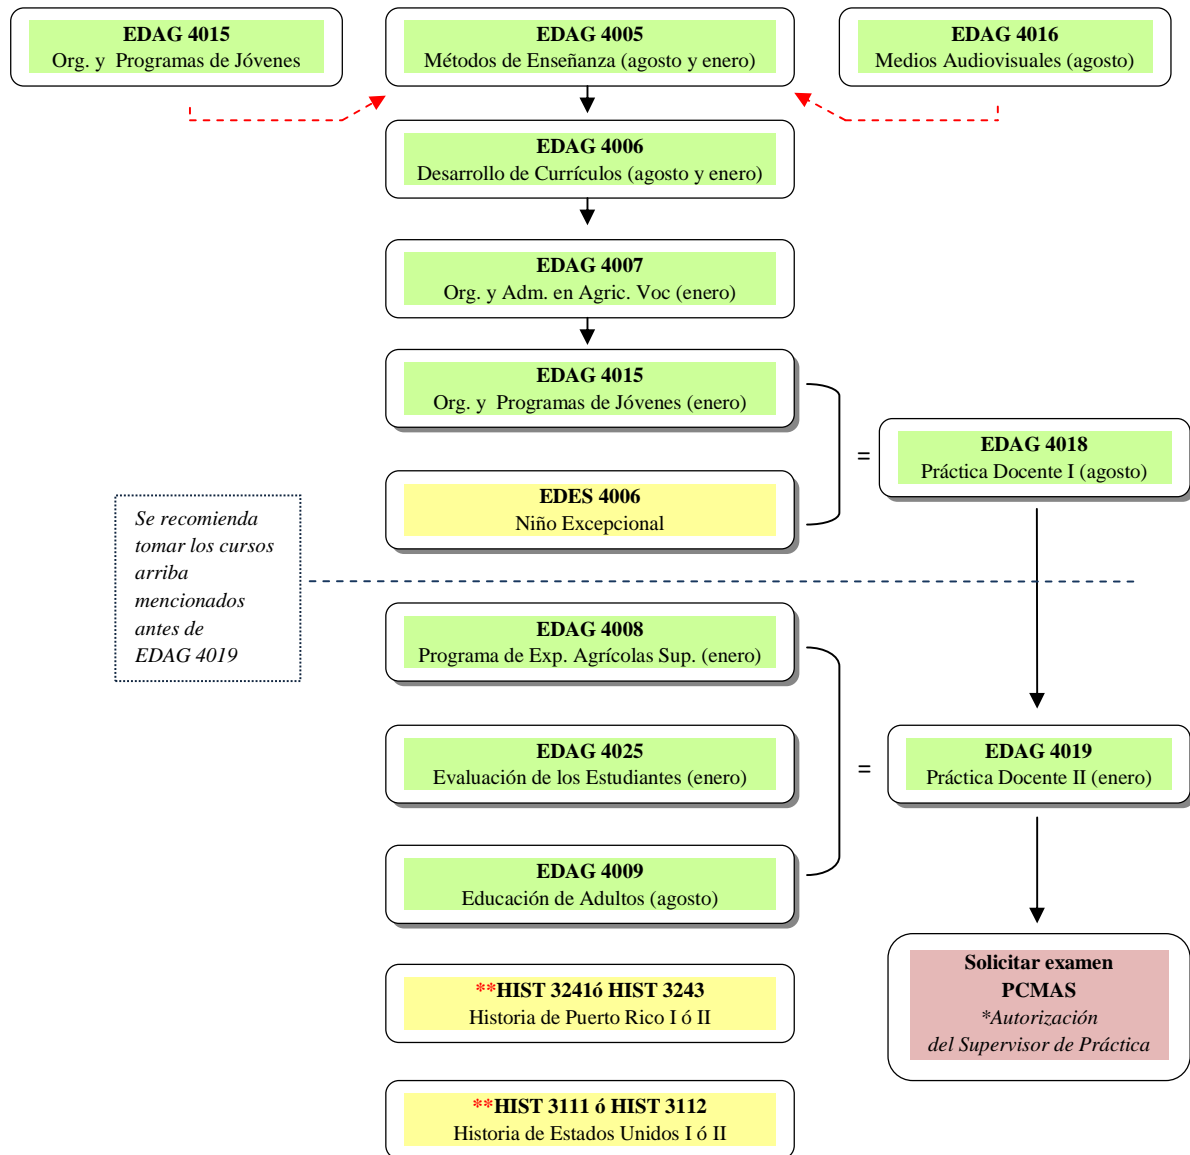 EDAG 4015
Org. y Programas de Jóvenes
EDAG 4005
Métodos de Enseñanza (agosto y enero)
EDAG 4016
Medios Audiovisuales (agosto)
EDAG 4006
Desarrollo de Currículos (agosto y enero)
EDAG 4007
Org. y Adm. en Agric. Voc (enero)
EDAG 4015
Org. y Programas de Jóvenes (enero)
EDES 4006
Niño Excepcional
=
EDAG 4018
Práctica Docente I (agosto)
Se recomienda
tomar los cursos
arriba
mencionados
antes de
EDAG 4019
EDAG 4008
Programa de Exp. Agrícolas Sup. (enero)
EDAG 4025
Evaluación de los Estudiantes (enero)
EDAG 4009
Educación de Adultos (agosto)
=
EDAG 4019
Práctica Docente II (enero)
Solicitar examen
PCMAS
*Autorización
del Supervisor de Práctica
**HIST 3241ó HIST 3243
Historia de Puerto Rico I ó II
**HIST 3111 ó HIST 3112
Historia de Estados Unidos I ó II